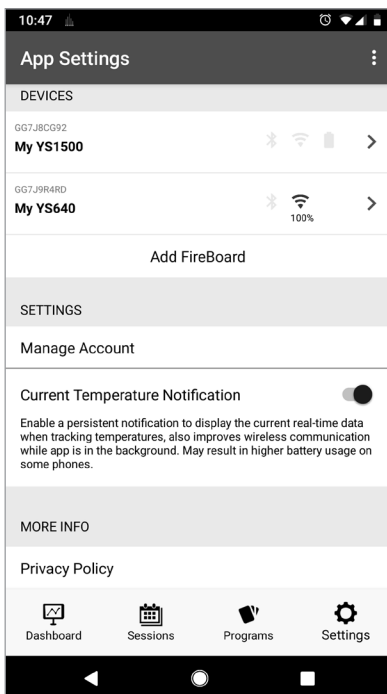 10:47
App Settings
DEVICES
GG7J8CG92
My YS1500
GG7J9R4RD
My YS640
100%
Add FireBoard
SETTINGS
Manage Account
Current Temperature Notification
Enable a persistent notification to display the current real-time data
when tracking temperatures, also improves wireless communication
while app is in the background. May result in higher battery usage on
some phones.
MORE INFO
Privacy Policy
Dashboard Sessions Programs Settings